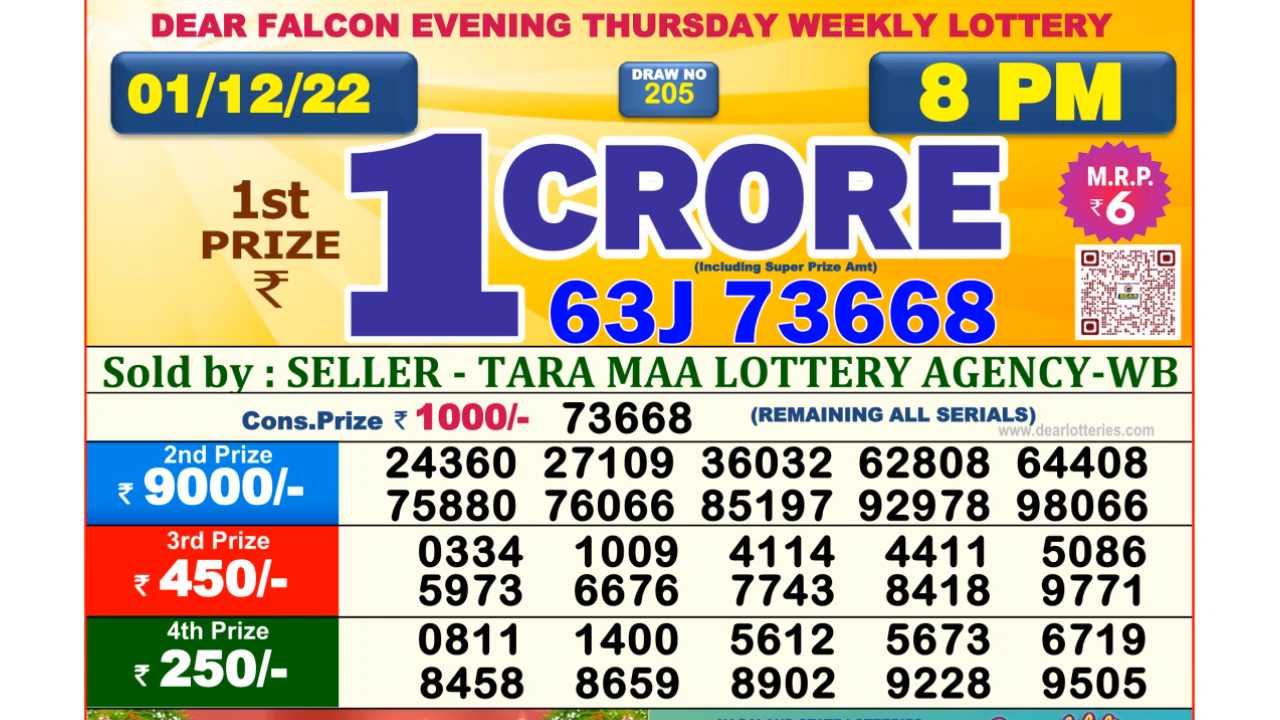 DEAR FALCON EVENING THURSDAY WEEKLY LOTTERY
01/12/22
DRAW NO
205
8 PM
1st
PRIZE
₹
1 CRORE
(Including Super Prize Amt)
63J 73668
M.R.P.
₹ 6
Sold by : SELLER - TARA MAA LOTTERY AGENCY-WB
Cons.Prize ₹ 1000/- 73668 (REMAINING ALL SERIALS)
www.dearlotteries.com
2nd Prize
₹ 9000/-
24360 27109 36032 62808 64408
75880 76066 85197 92978 98066
3rd Prize
₹ 450/-
0334 1009 4114 4411 5086
5973 6676 7743 8418 9771
4th Prize
₹ 250/-
0811 1400 5612 5673 6719
8458 8659 8902 9228 9505